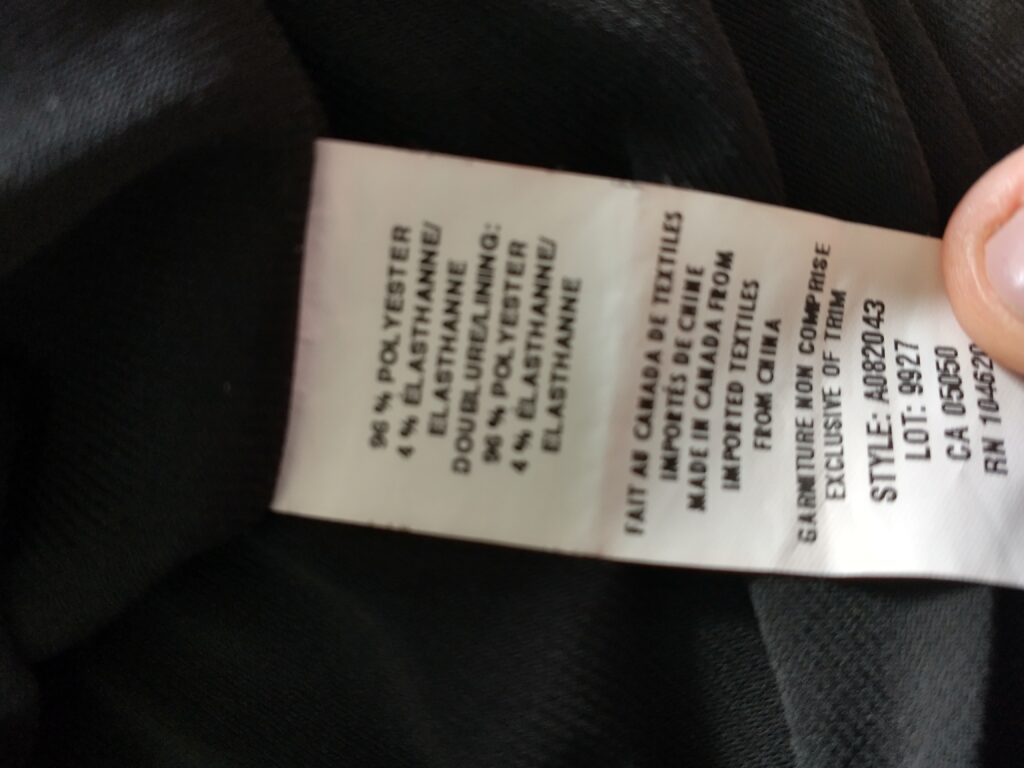 96 % POLYESTER
4 % ÉLASTHANNE/
ELASTHANNE
DOUBLURE/LINING:
96 % POLYESTER
4 % ÉLASTHANNE/
ELASTHANNE
FAIT AU CANADA DE TEXTILES
IMPORTÉS DE CHINE
MADE IN CANADA FROM
IMPORTED TEXTILES
FROM CHINA
GARNITURE NON COMPRISE
EXCLUSIVE OF TRIM
STYLE: A082043
LOT: 9927
CA 05050
RN